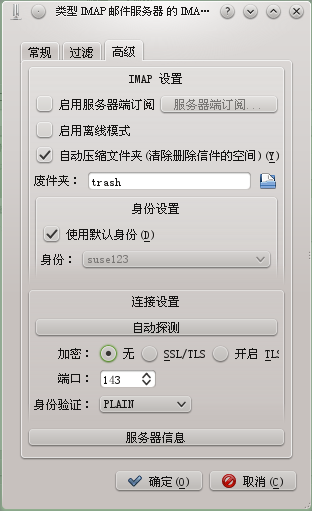 类型 IMAP 邮件服务器 的 IMA…
常规 过滤 高级
IMAP 设置
启用服务器端订阅 服务器端订阅...
启用离线模式
自动压缩文件夹(清除删除信件的空间)(Y)
废件夹： trash
身份设置
使用默认身份(D)
身份： suse123
连接设置
自动探测
加密： 无 SSL/TLS 开启 TLS
端口： 143
身份验证： PLAIN
服务器信息
确定(O) 取消(C)